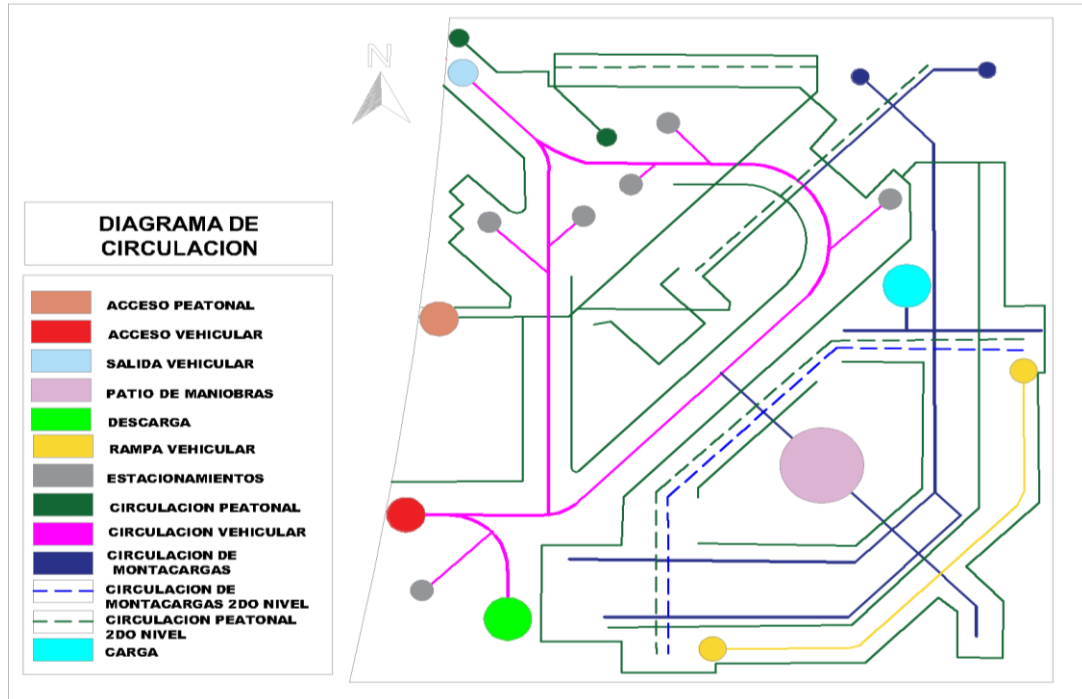 N
DIAGRAMA DE
CIRCULACION
ACCESO PEATONAL
ACCESO VEHICULAR
SALIDA VEHICULAR
PATIO DE MANIOBRAS
DESCARGA
RAMPA VEHICULAR
ESTACIONAMIENTOS
CIRCULACION PEATONAL
CIRCULACION VEHICULAR
CIRCULACION DE
MONTACARGAS
CIRCULACION DE
MONTACARGAS 2DO NIVEL
CIRCULACION PEATONAL
2DO NIVEL
CARGA